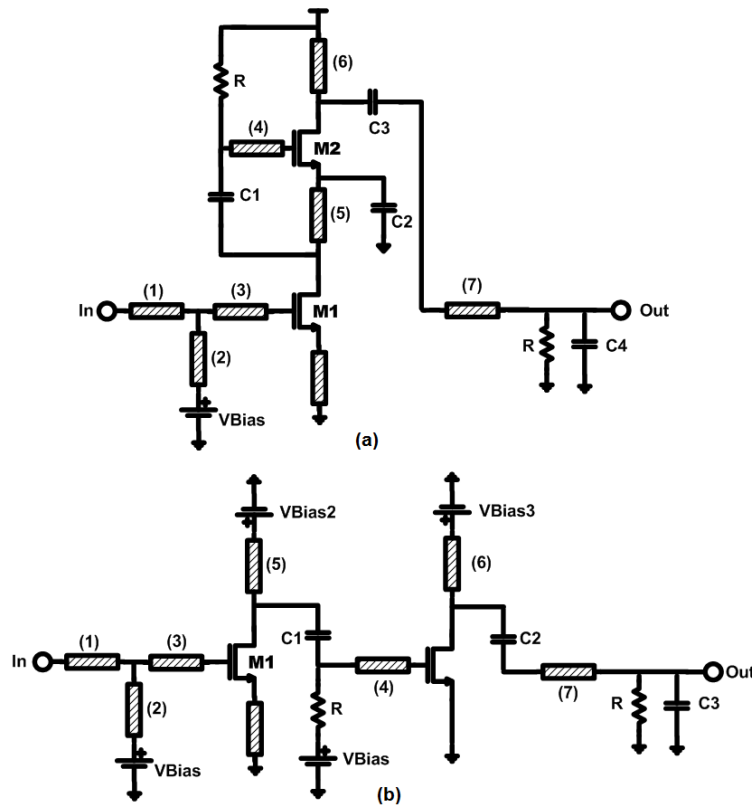 (6)
R
C3
(4)
M2
C1
(5)
C2
(1)
(3)
In
M1
(7)
Out
(2)
R
C4
VBias
(a)
VBias2
VBias3
(5)
(6)
(1)
(3)
C1
C2
In
M1
(4)
Out
(2)
R
(7)
R
C3
VBias
VBias
(b)